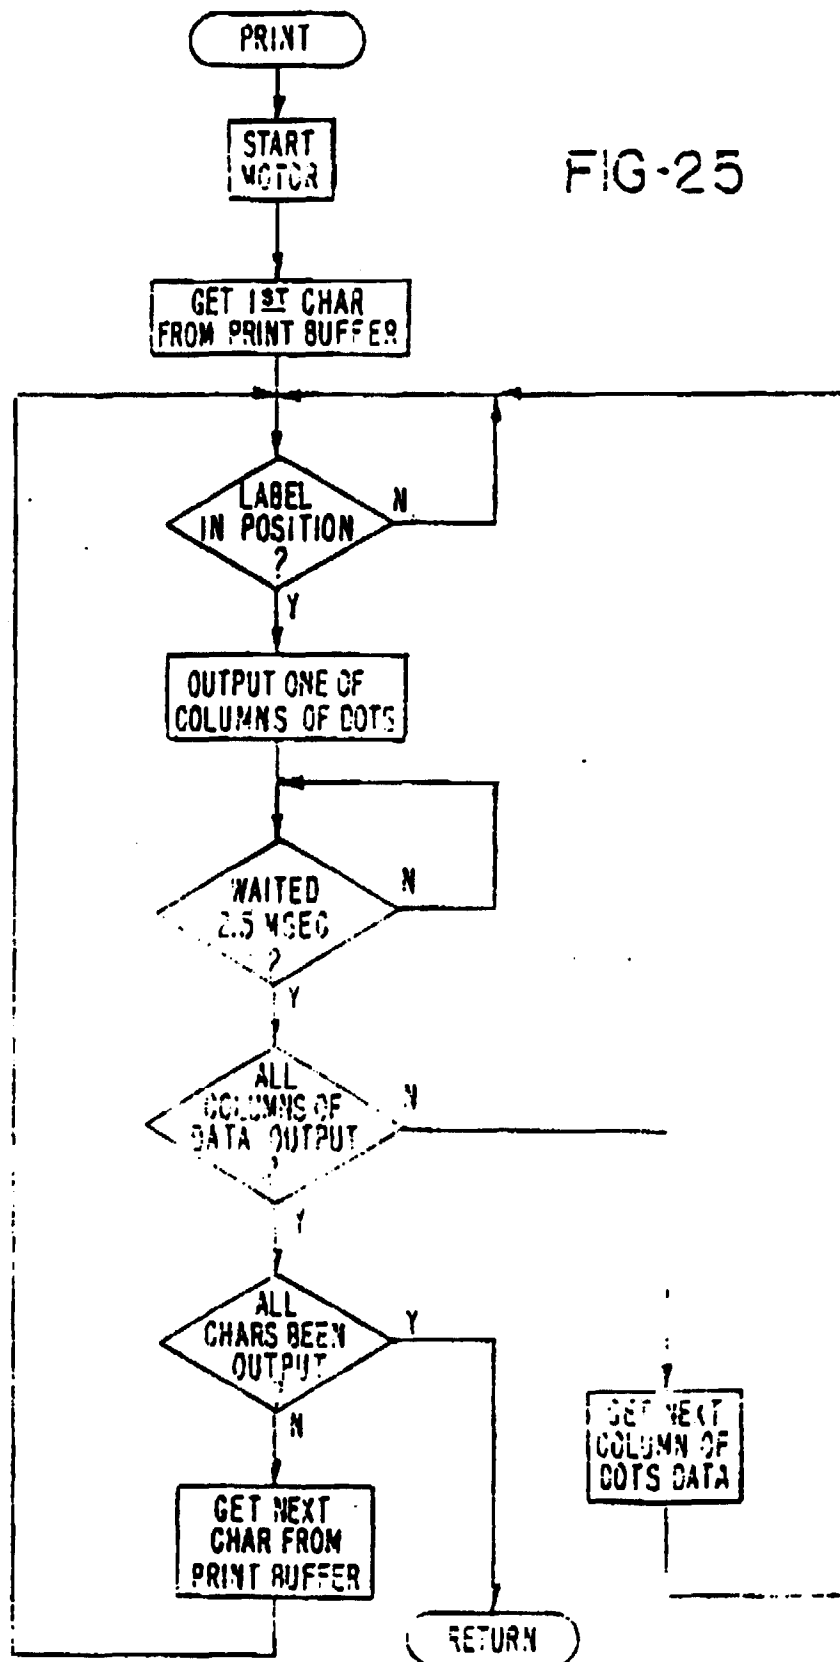 PRINT
START
MOTOR
FIG-25
GET 1ST CHAR
FROM PRINT BUFFER
LABEL
IN POSITION
?
N
Y
OUTPUT ONE OF
COLUMNS OF DOTS
WAITED
2.5 MSEC
?
N
Y
ALL
COLUMNS OF
DATA OUTPUT
?
N
Y
ALL
CHARS BEEN
OUTPUT
?
Y
N
GET NEXT
COLUMN OF
DOTS DATA
GET NEXT
CHAR FROM
PRINT BUFFER
RETURN